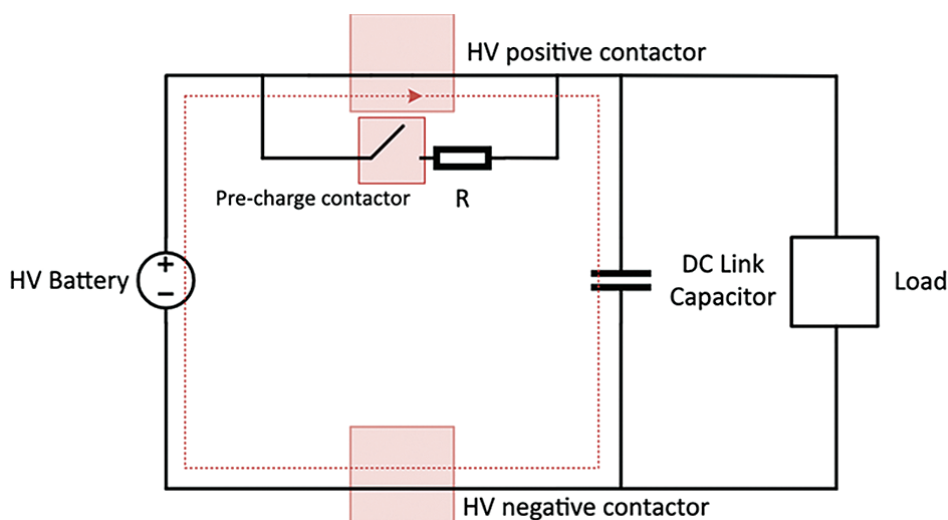 HV positive contactor
Pre-charge contactor
R
+
−
HV Battery
DC Link
Capacitor
Load
HV negative contactor